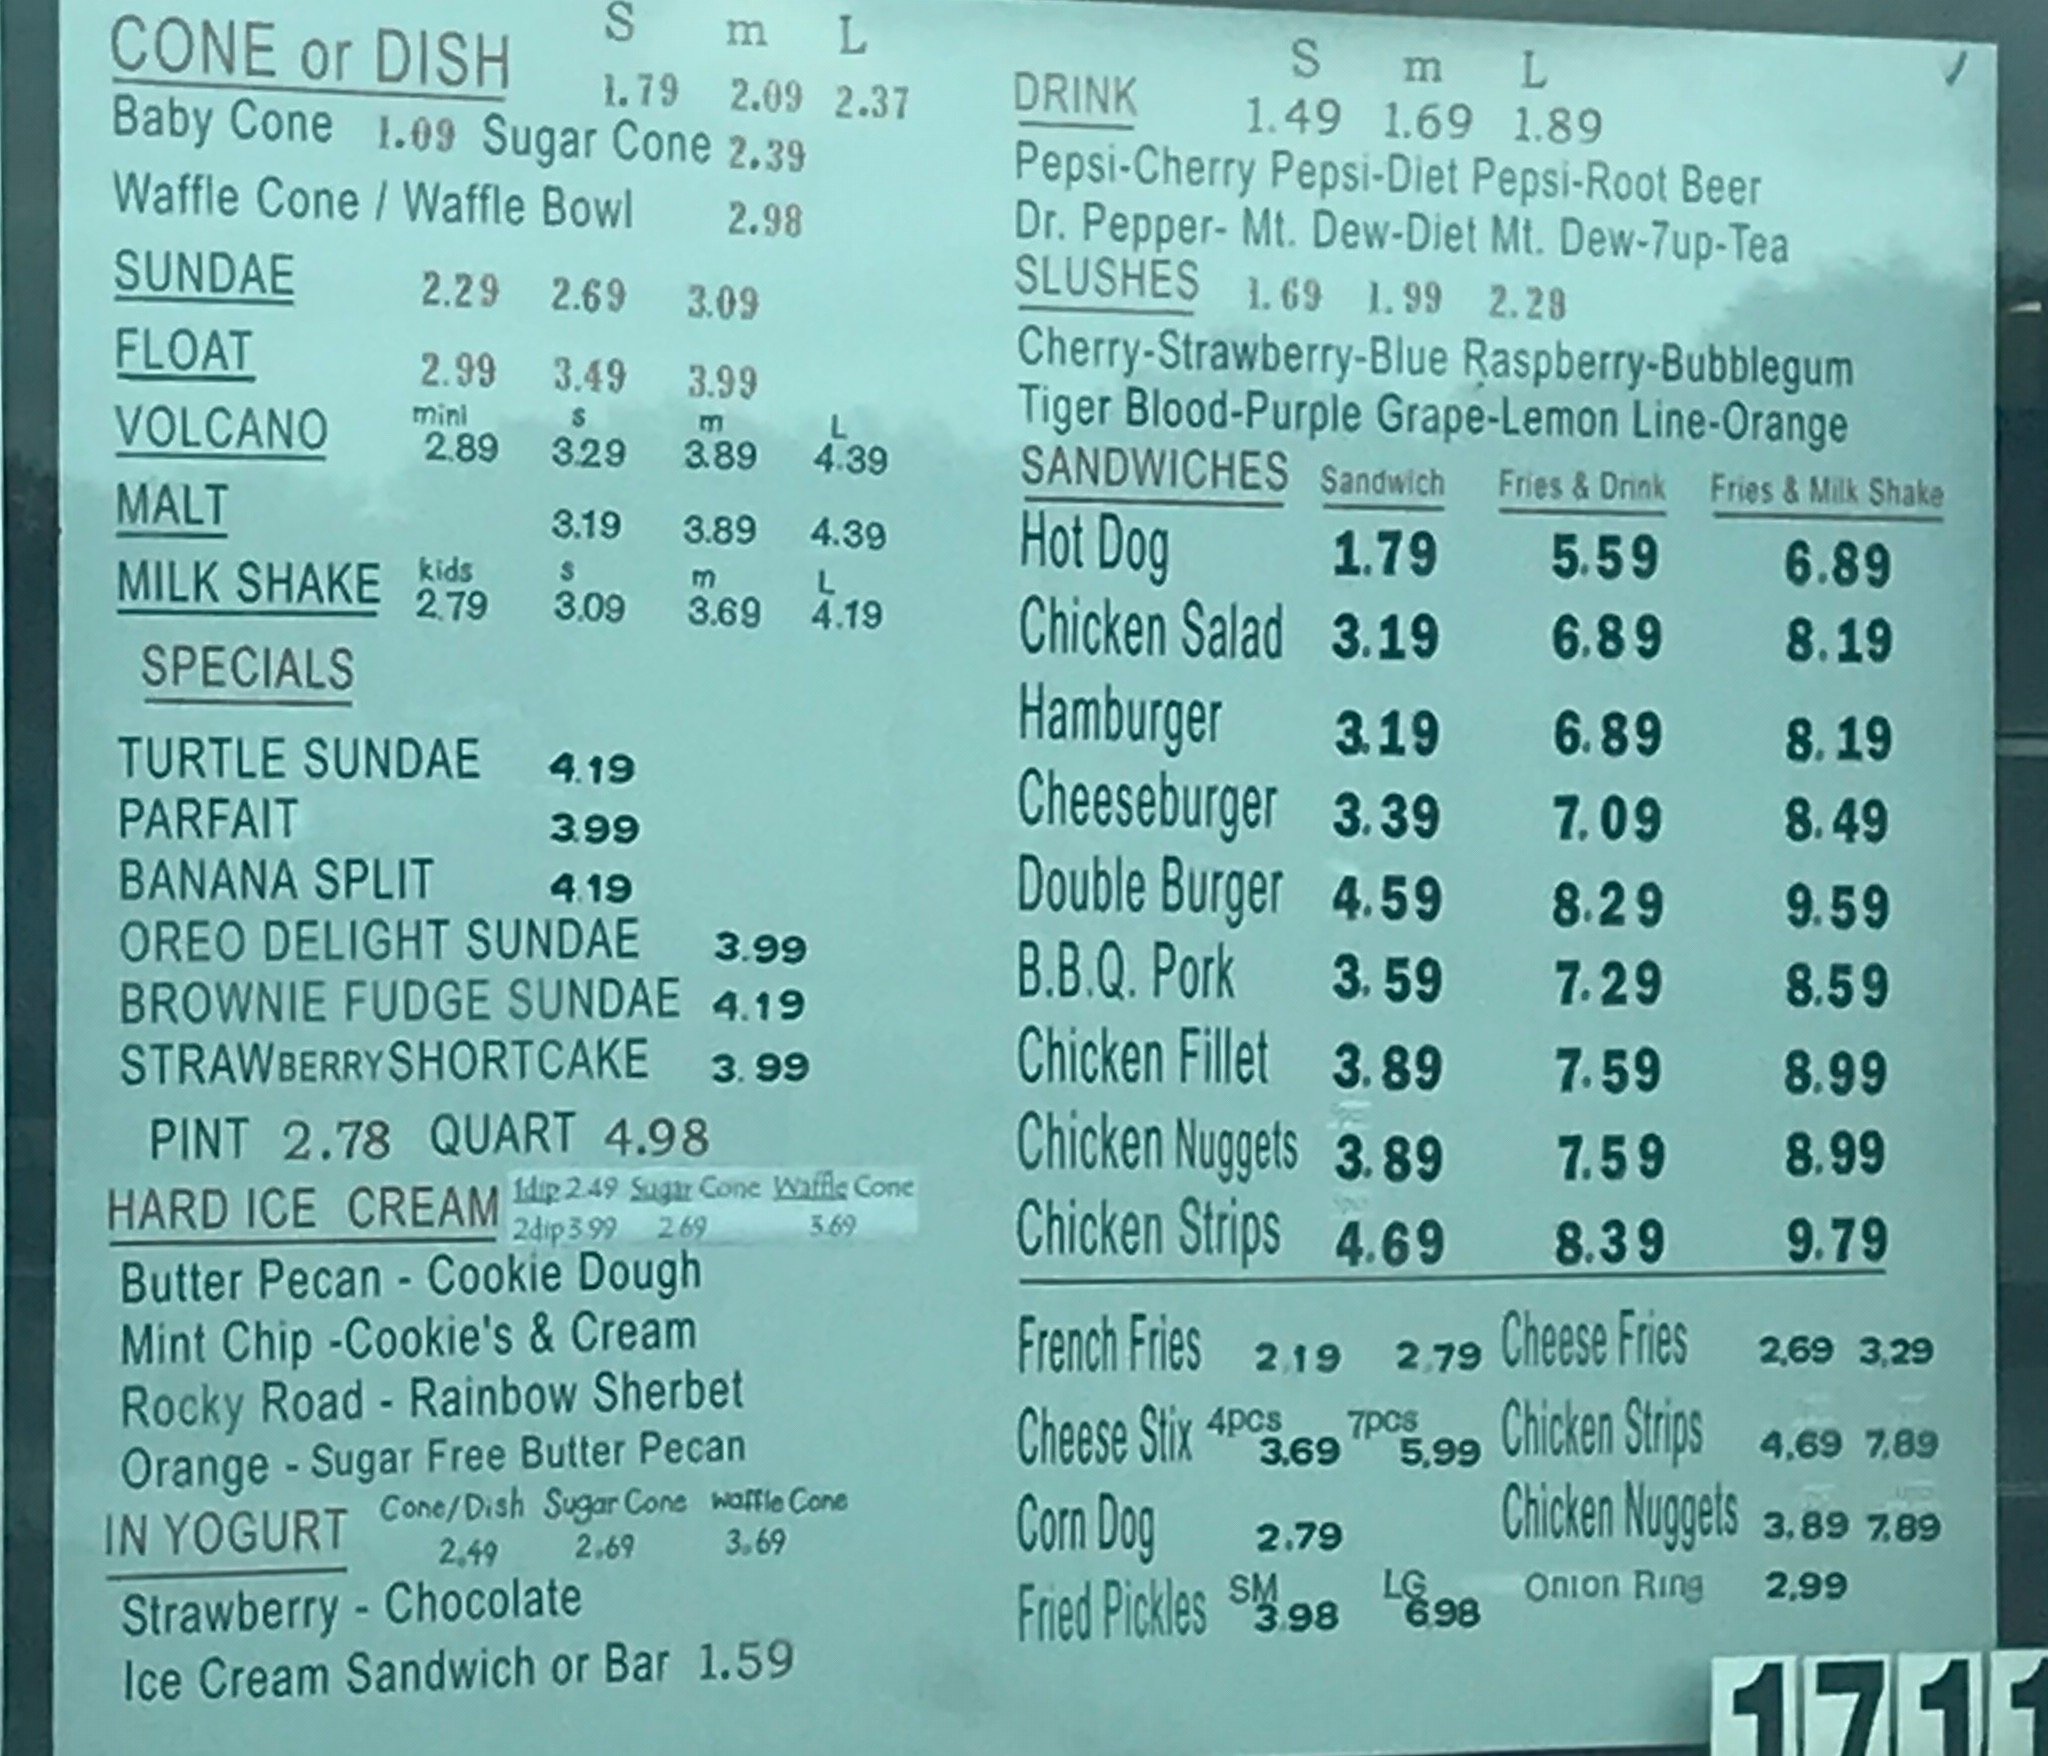 CONE or DISH S m L
1.79 2.09 2.37
Baby Cone 1.09 Sugar Cone 2.39
Waffle Cone / Waffle Bowl 2.98
SUNDAE 2.29 2.69 3.09
FLOAT 2.99 3.49 3.99
mini s m L
VOLCANO 2.89 3.29 3.89 4.39
MALT 3.19 3.89 4.39
kids s m L
MILK SHAKE 2.79 3.09 3.69 4.19
SPECIALS
TURTLE SUNDAE 4.19
PARFAIT 3.99
BANANA SPLIT 4.19
OREO DELIGHT SUNDAE 3.99
BROWNIE FUDGE SUNDAE 4.19
STRAWBERRY SHORTCAKE 3.99
PINT 2.78 QUART 4.98
HARD ICE CREAM 1dip 2.49 Sugar Cone Waffle Cone
2dip 3.99 2.69 3.69
Butter Pecan - Cookie Dough
Mint Chip -Cookie's & Cream
Rocky Road - Rainbow Sherbet
Orange - Sugar Free Butter Pecan
IN YOGURT Cone/Dish Sugar Cone Waffle Cone
2.49 2.69 3.69
Strawberry - Chocolate
Ice Cream Sandwich or Bar 1.59
S m L
DRINK 1.49 1.69 1.89
Pepsi-Cherry Pepsi-Diet Pepsi-Root Beer
Dr. Pepper- Mt. Dew-Diet Mt. Dew-7up-Tea
SLUSHES 1.69 1.99 2.28
Cherry-Strawberry-Blue Raspberry-Bubblegum
Tiger Blood-Purple Grape-Lemon Line-Orange
SANDWICHES Sandwich Fries & Drink Fries & Milk Shake
Hot Dog 1.79 5.59 6.89
Chicken Salad 3.19 6.89 8.19
Hamburger 3.19 6.89 8.19
Cheeseburger 3.39 7.09 8.49
Double Burger 4.59 8.29 9.59
B.B.Q. Pork 3.59 7.29 8.59
Chicken Fillet 3.89 7.59 8.99
Chicken Nuggets 3.89 7.59 8.99
Chicken Strips 4.69 8.39 9.79
French Fries 2.19 2.79 Cheese Fries 2.69 3.29
Cheese Stix 4pcs 3.69 7pcs 5.99 Chicken Strips 4.69 7.89
Corn Dog 2.79 Chicken Nuggets 3.89 7.89
Fried Pickles SM 3.98 LG 6.98 Onion Ring 2.99
1711